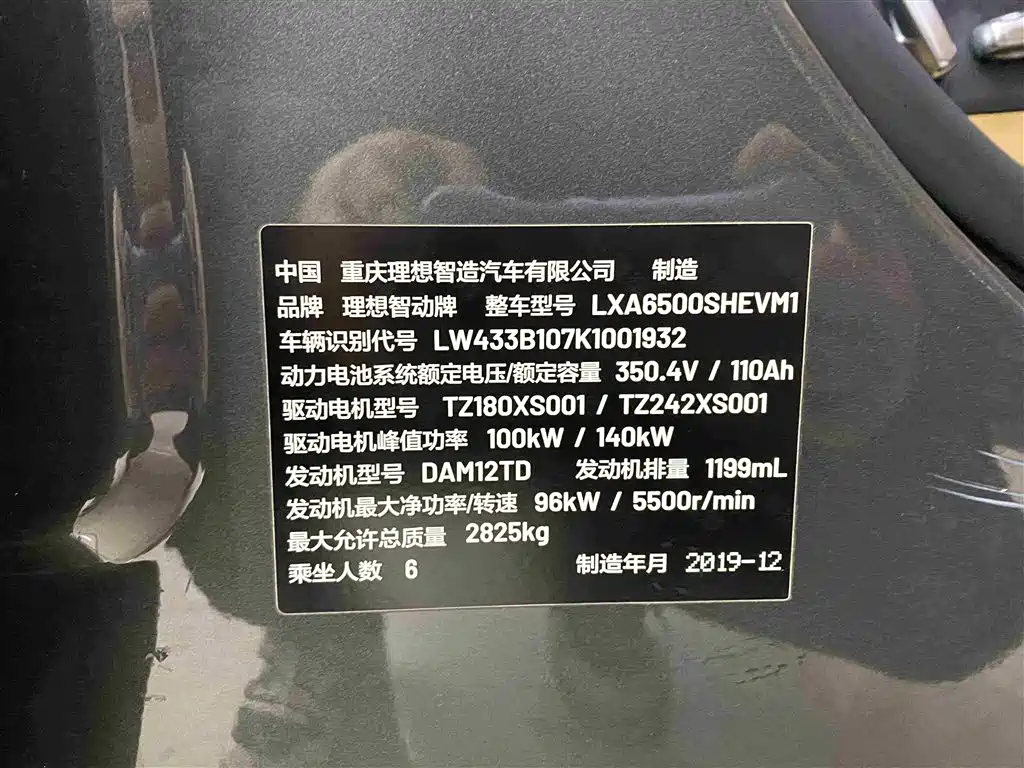 中国 重庆理想智造汽车有限公司 制造
品牌 理想智动牌 整车型号 LXA6500SHEVM1
车辆识别代号 LW433B107K1001932
动力电池系统额定电压/额定容量 350.4V / 110Ah
驱动电机型号 TZ180XS001 / TZ242XS001
驱动电机峰值功率 100kW / 140kW
发动机型号 DAM12TD 发动机排量 1199mL
发动机最大净功率/转速 96kW / 5500r/min
最大允许总质量 2825kg
乘坐人数 6 制造年月 2019-12